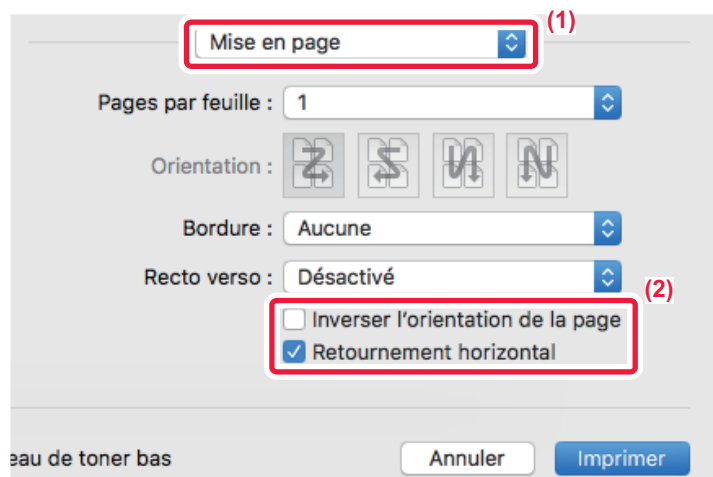 (1)
Mise en page
Pages par feuille : 1
Orientation :
Bordure : Aucune
Recto verso : Désactivé
(2)
Inverser l'orientation de la page
Retournement horizontal
eau de toner bas Annuler Imprimer